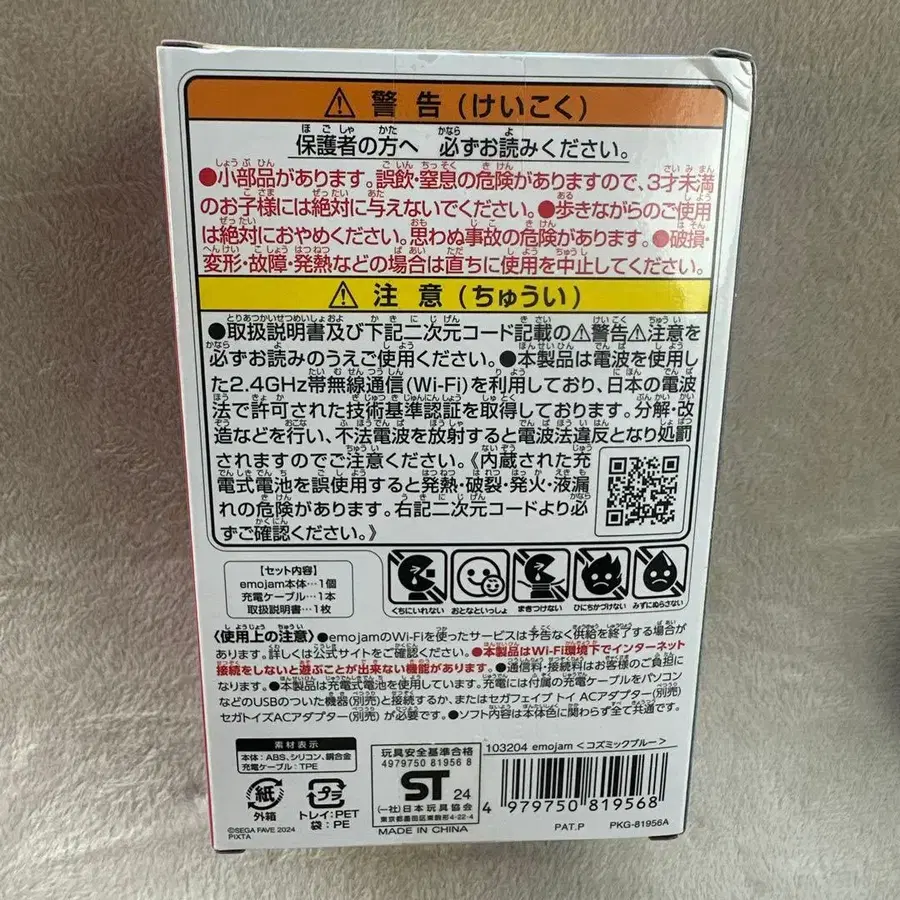 ⚠警告(けいこく)
保護者の方へ 必ずお読みください。
●小部品があります。誤飲・窒息の危険がありますので、3才未満
のお子様には絶対に与えないでください。●歩きながらのご使用
は絶対におやめください。思わぬ事故の危険があります。●破損・
変形・故障・発熱などの場合は直ちに使用を中止してください。
⚠注意(ちゅうい)
●取扱説明書及び下記二次元コード記載の⚠警告⚠注意を
必ずお読みのうえご使用ください。●本製品は電波を使用し
た2.4GHz帯無線通信(Wi-Fi)を利用しており、日本の電波
法で許可された技術基準認証を取得しております。分解・改
造などを行い、不法電波を放射すると電波法違反となり処罰
されますのでご注意ください。《内蔵された充
電式電池を誤使用すると発熱・破裂・発火・液漏
れの危険があります。右記二次元コードより必
ずご確認ください。》
【セット内容】
emojam本体…1個
充電ケーブル…1本
取扱説明書…1枚
くちにいれない
おとなといっしょ
まきつけない
ひにちかづけない
みずにぬらさない
〈使用上の注意〉●emojamのWi-Fiを使ったサービスは予告なく供給を終了する場合が
あります。詳しくは公式サイトをご確認ください。●本製品はWi-Fi環境下でインターネット
接続をしないと遊ぶことが出来ない機能があります。●通信料・接続料はお客様のご負担に
なります。●本製品は充電式電池を使用しています。充電には付属の充電ケーブルをパソコン
などのUSBのついた機器(別売)と接続するか、またはセガフェイブ トイ ACアダプター(別売)
セガトイズACアダプター(別売)が必要です。●ソフト内容は本体色に関わらず全て共通です。
素材表示
本体:ABS、シリコン、銅合金
充電ケーブル:TPE
紙
外箱
プラ
トレイ:PET
袋:PE
©SEGA FAVE 2024
PIXTA
玩具安全基準合格
4979750 81956 8
ST 24
(一社)日本玩具協会
東京都墨田区東駒形4-22-4
MADE IN CHINA
103204 emojam <コズミックブルー>
4 979750 819568
PAT.P
PKG-81956A